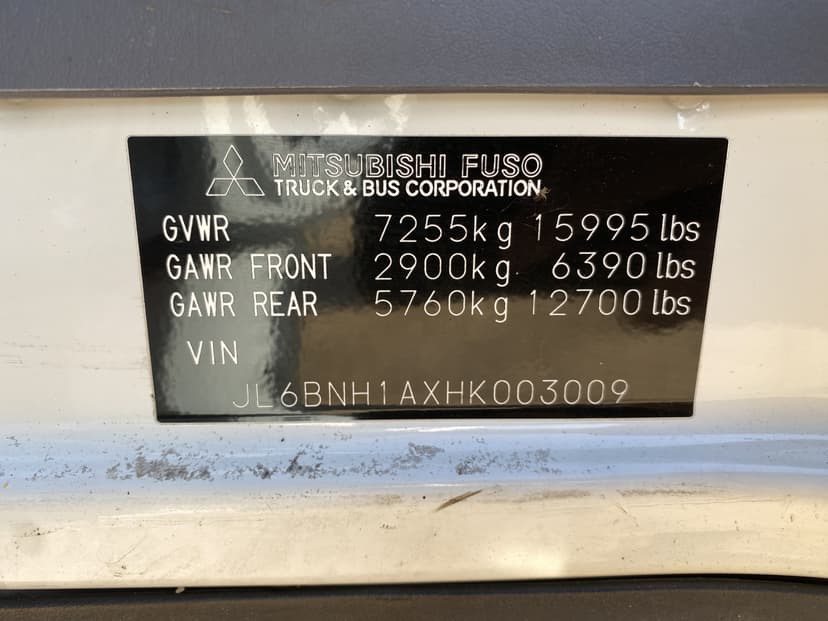 MITSUBISHI FUSO
TRUCK & BUS CORPORATION
GVWR 7255kg 15995 lbs
GAWR FRONT 2900kg 6390 lbs
GAWR REAR 5760kg 12700 lbs
VIN
JL6BNH1AXHK003009